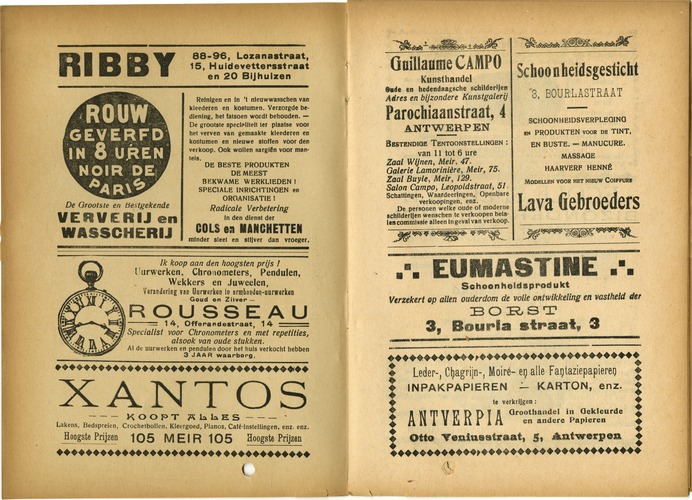 RIBBY
88-96, Lozanastraat,
15, Huidevettersstraat
en 20 Bijhuizen
ROUW
GEVERFD
IN 8 UREN
NOIR DE
PARIS
De Grootste en Bestgekende
VERVERIJ en
WASSCHERIJ
Reinigen en in 't nieuwwasschen van
kleederen en kostumen. Verzorgde be-
diening, het fatsoen wordt behouden. —
De grootste specialiteit ter plaatse voor
het verven van gemaakte kleederen en
kostumen en nieuwe stoffen voor den
verkoop. Ook wollen sargiën voor man-
tels.
DE BESTE PRODUKTEN
DE MEEST
BEKWAME WERKLIEDEN !
SPECIALE INRICHTINGEN en
ORGANISATIE !
Radicale Verbetering
in den dienst der
COLS en MANCHETTEN
minder sleet en stijver dan vroeger.
Ik koop aan den hoogsten prijs !
Uurwerken, Chronometers, Pendulen,
Wekkers en Juweelen,
Verandering van Uurwerken in armbanden-uurwerken
Goud en Zilver —
ROUSSEAU
14, Offerandestraat, 14
Specialist voor Chronometers en met repetities,
alsook van oude stukken.
Al de uurwerken en pendulen door het huis verkocht hebben
3 JAAR waarborg.
XANTOS
--- KOOPT ALLES ---
Lakens, Bedspreien, Crochetbollen, Kleergoed, Pianos, Café-instellingen, enz. enz.
Hoogste Prijzen 105 MEIR 105 Hoogste Prijzen
Guillaume CAMPO
Kunsthandel
Oude en hedendaagsche schilderijen
Adres en bijzondere Kunstgalerij
Parochiaanstraat, 4
ANTWERPEN
BESTENDIGE TENTOONSTELLINGEN :
van 11 tot 6 ure
Zaal Wijnen, Meir, 47.
Galerie Lamorinière, Meir, 75.
Zaal Buyle, Meir, 129.
Salon Campo, Leopoldstraat, 51.
Schattingen, Waardeeringen, Openbare
verkoopingen, enz.
De personen welke oude of moderne
schilderijen wenschen te verkoopen beta-
len commissie alleen in geval van verkoop.
Schoonheidsgesticht
3, BOURLASTRAAT
SCHOONHEIDSVERPLEGING
EN PRODUKTEN VOOR DE TINT,
EN BUSTE. — MANUCURE.
MASSAGE
HAARVERF HENNÉ
MODELLEN VOOR HET NIEUW COIFFURE
Lava Gebroeders
EUMASTINE
Schoonheidsprodukt
Verzekert op allen ouderdom de volle ontwikkeling en vastheid der
BORST
3, Bourla straat, 3
Leder-, Chagrijn-, Moiré- en alle Fantaziepapieren
INPAKPAPIEREN — KARTON, enz.
te verkrijgen :
ANTVERPIA Groothandel in Gekleurde
en andere Papieren
Otto Veniusstraat, 5, Antwerpen